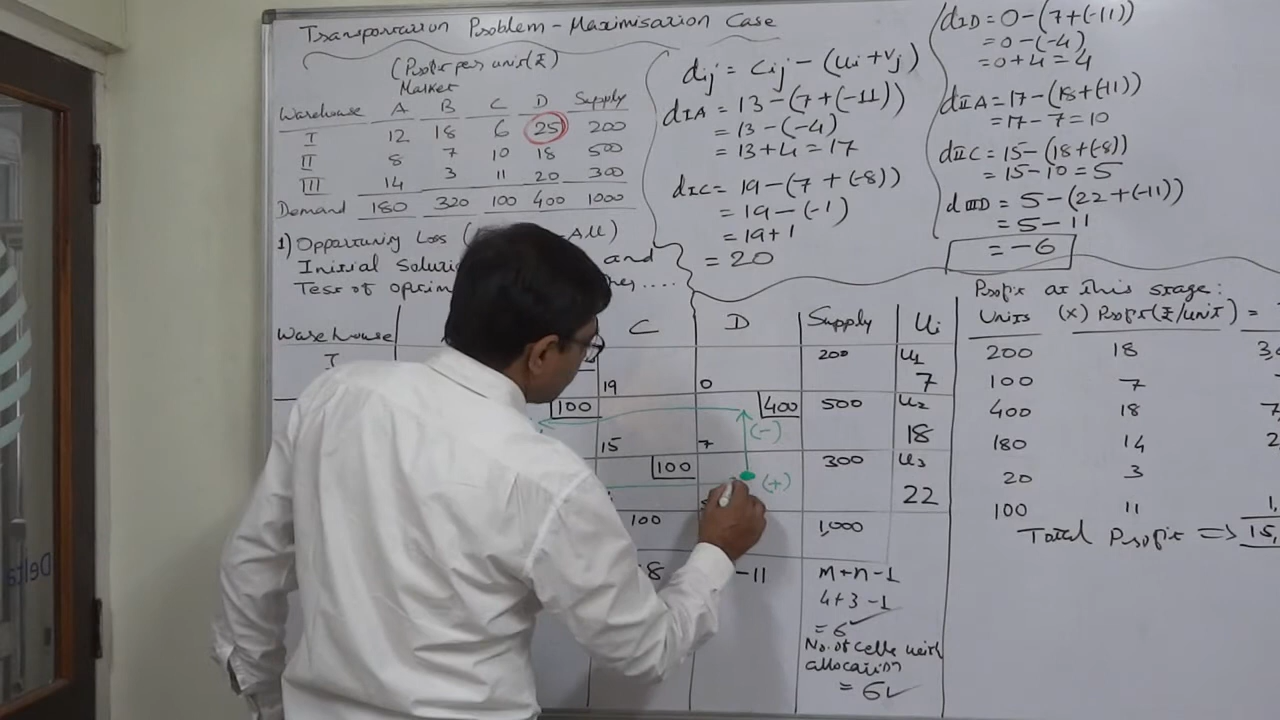 Transportation Problem - Maximisation Case
(Profit per unit(₹)
Market
Warehouse A B C D Supply
I 12 18 6 25 200
II 8 7 10 18 500
III 14 3 11 20 300
Demand 180 320 100 400 1000
1) Opportunity Loss
Initial and
Test of
dij = Cij - (ui + vj)
dIA = 13 - (7 + (-11))
= 13 - (-4)
= 13 + 4 = 17
dIC = 19 - (7 + (-8))
= 19 - (-1)
= 19 + 1
= 20
dID = 0 - (7 + (-11))
= 0 - (-4)
= 0 + 4 = 4
dIIA = 17 - (18 + (-11))
= 17 - 7 = 10
dIIC = 15 - (18 + (-8))
= 15 - 10 = 5
dIIID = 5 - (22 + (-11))
= 5 - 11
= -6
Warehouse C D Supply Ui
I 200 u1
19 0 7
100 400 500 u2
(-)
15 7 18
100 (+) 300 u3
22
100 1,000
-8 -11
m+n-1
4+3-1
= 6
No. of cells with
allocation
= 6
Profit at this stage:
Units (x) Profit(₹/unit) =
200 18
100 7
400 18
180 14
20 3
100 11
Total Profit => 15,
Delta